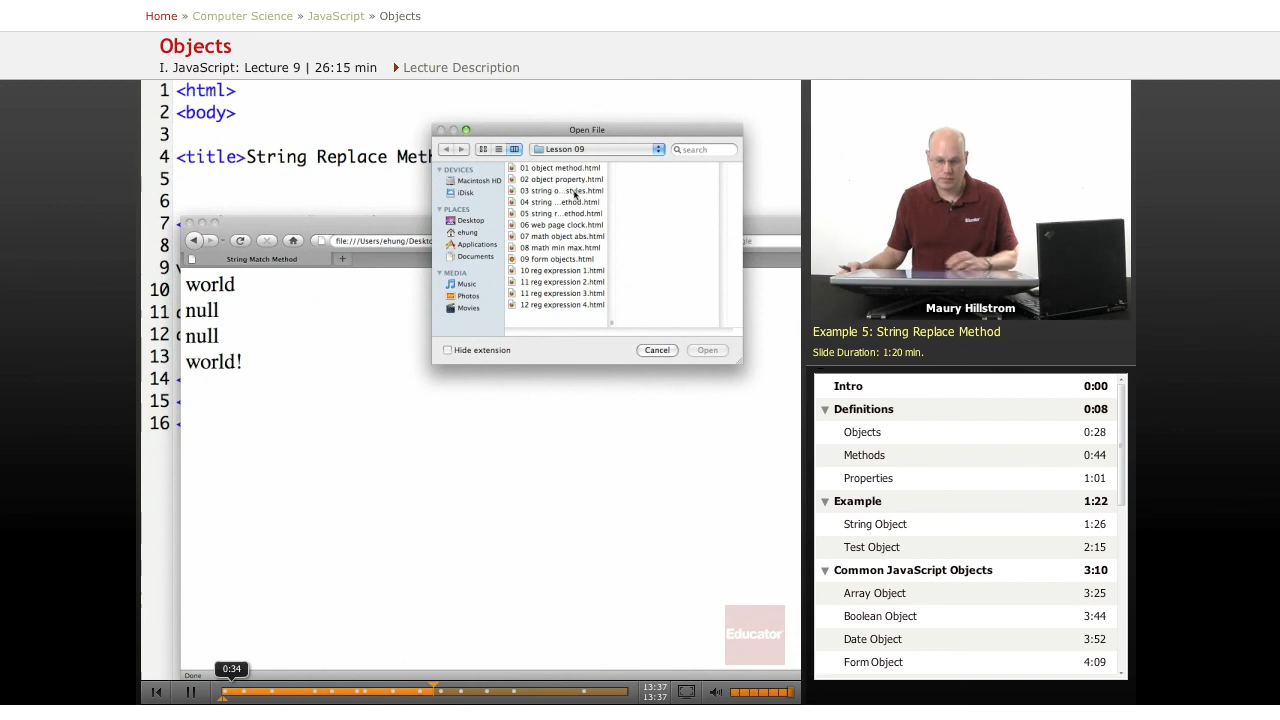 Home » Computer Science » JavaScript » Objects
Objects
I. JavaScript: Lecture 9 | 26:15 min
Lecture Description
1 <html>
2 <body>
3
4 <title>String Replace Met
5
6
7 <
8
9
10
11
12
13
14 <
15 <
16 <
file:///Users/ehung/Deskto
String Match Method
+
world
null
null
world!
Done
Open File
Lesson 09
search
DEVICES
Macintosh HD
iDisk
PLACES
Desktop
ehung
Applications
Documents
MEDIA
Music
Photos
Movies
01 object method.html
02 object property.html
03 string o...styles.html
04 string ...ethod.html
05 string r...ethod.html
06 web page clock.html
07 math object abs.html
08 math min max.html
09 form objects.html
10 reg expression 1.html
11 reg expression 2.html
11 reg expression 3.html
12 reg expression 4.html
Hide extension
Cancel
Open
Educator
0:34
13:37
13:37
Maury Hillstrom
Example 5: String Replace Method
Slide Duration: 1:20 min.
Intro 0:00
Definitions 0:08
Objects 0:28
Methods 0:44
Properties 1:01
Example 1:22
String Object 1:26
Test Object 2:15
Common JavaScript Objects 3:10
Array Object 3:25
Boolean Object 3:44
Date Object 3:52
Form Object 4:09